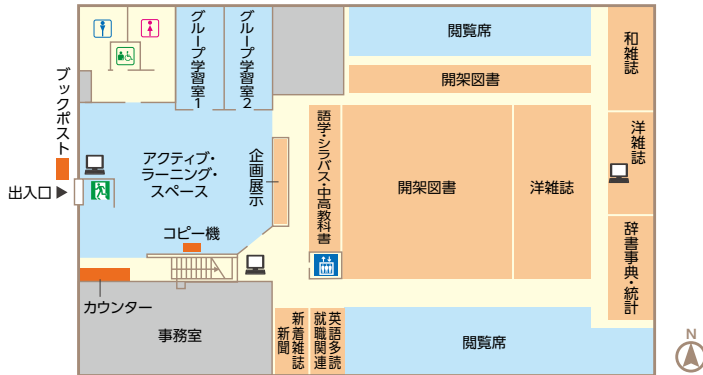 グループ学習室1
グループ学習室2
閲覧席
和雑誌
開架図書
ブックポスト
語学・シラバス・中高教科書
洋雑誌
アクティブ・
ラーニング・
スペース
企画展示
開架図書
洋雑誌
出入口
コピー機
辞書事典・統計
カウンター
事務室
新着雑誌
新聞
英語多読
就職関連
閲覧席
N